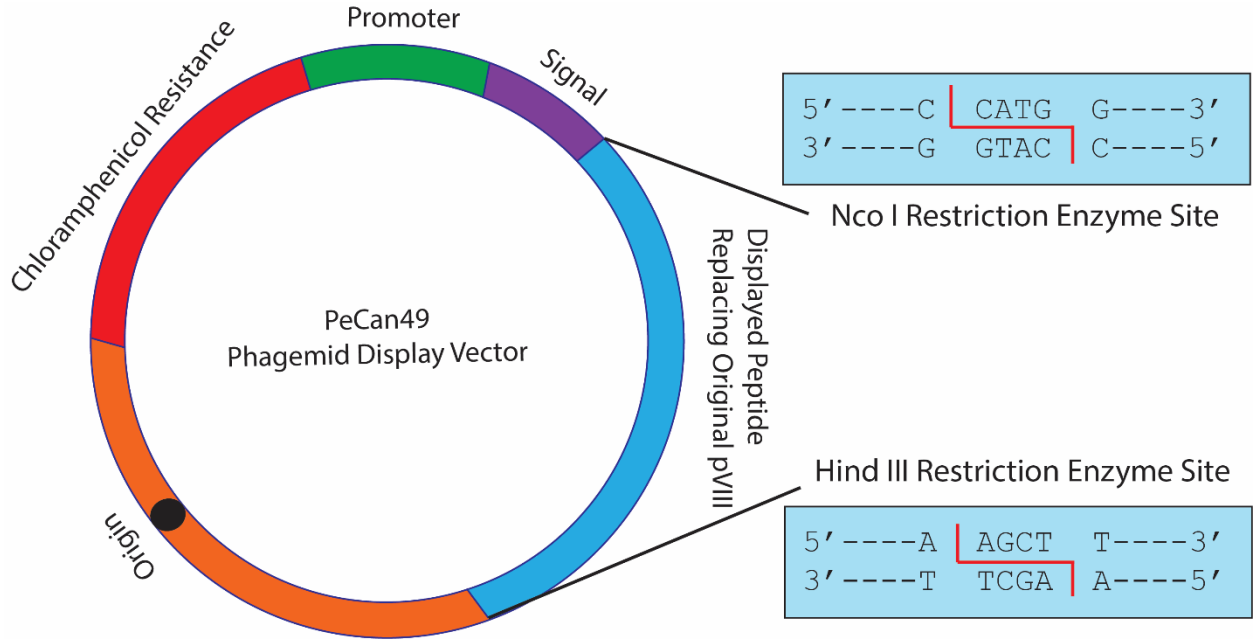 Promoter
Signal
Chloramphenicol Resistance
5’----C CATG G----3’
3’----G GTAC C----5’
Nco I Restriction Enzyme Site
PeCan49
Phagemid Display Vector
Displayed Peptide
Replacing Original pVIII
Hind III Restriction Enzyme Site
5’----A AGCT T----3’
3’----T TCGA A----5’
Origin